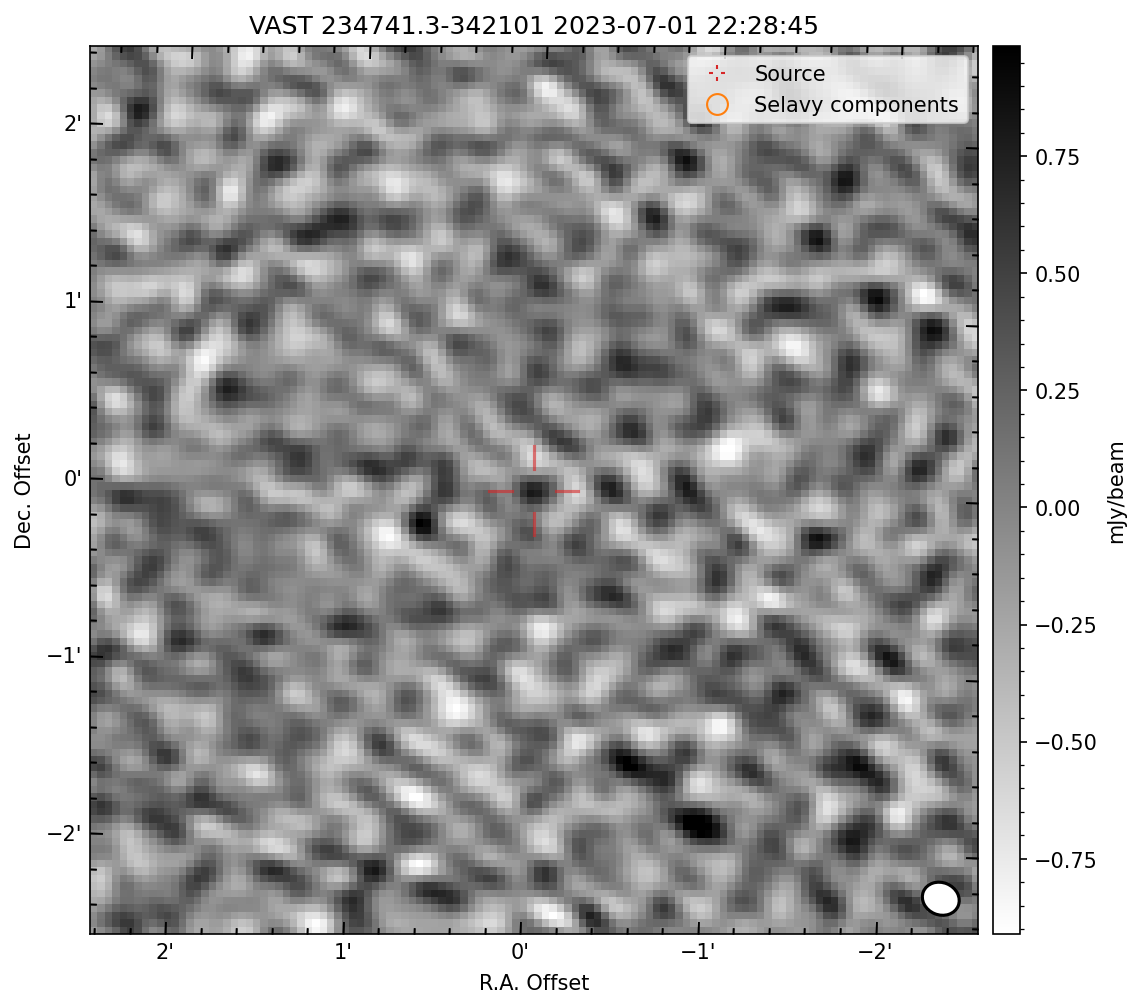 VAST 234741.3-342101 2023-07-01 22:28:45
Source
Selavy components
2'
1'
0'
−1'
−2'
Dec. Offset
2'
1'
0'
−1'
−2'
R.A. Offset
0.75
0.50
0.25
0.00
−0.25
−0.50
−0.75
mJy/beam